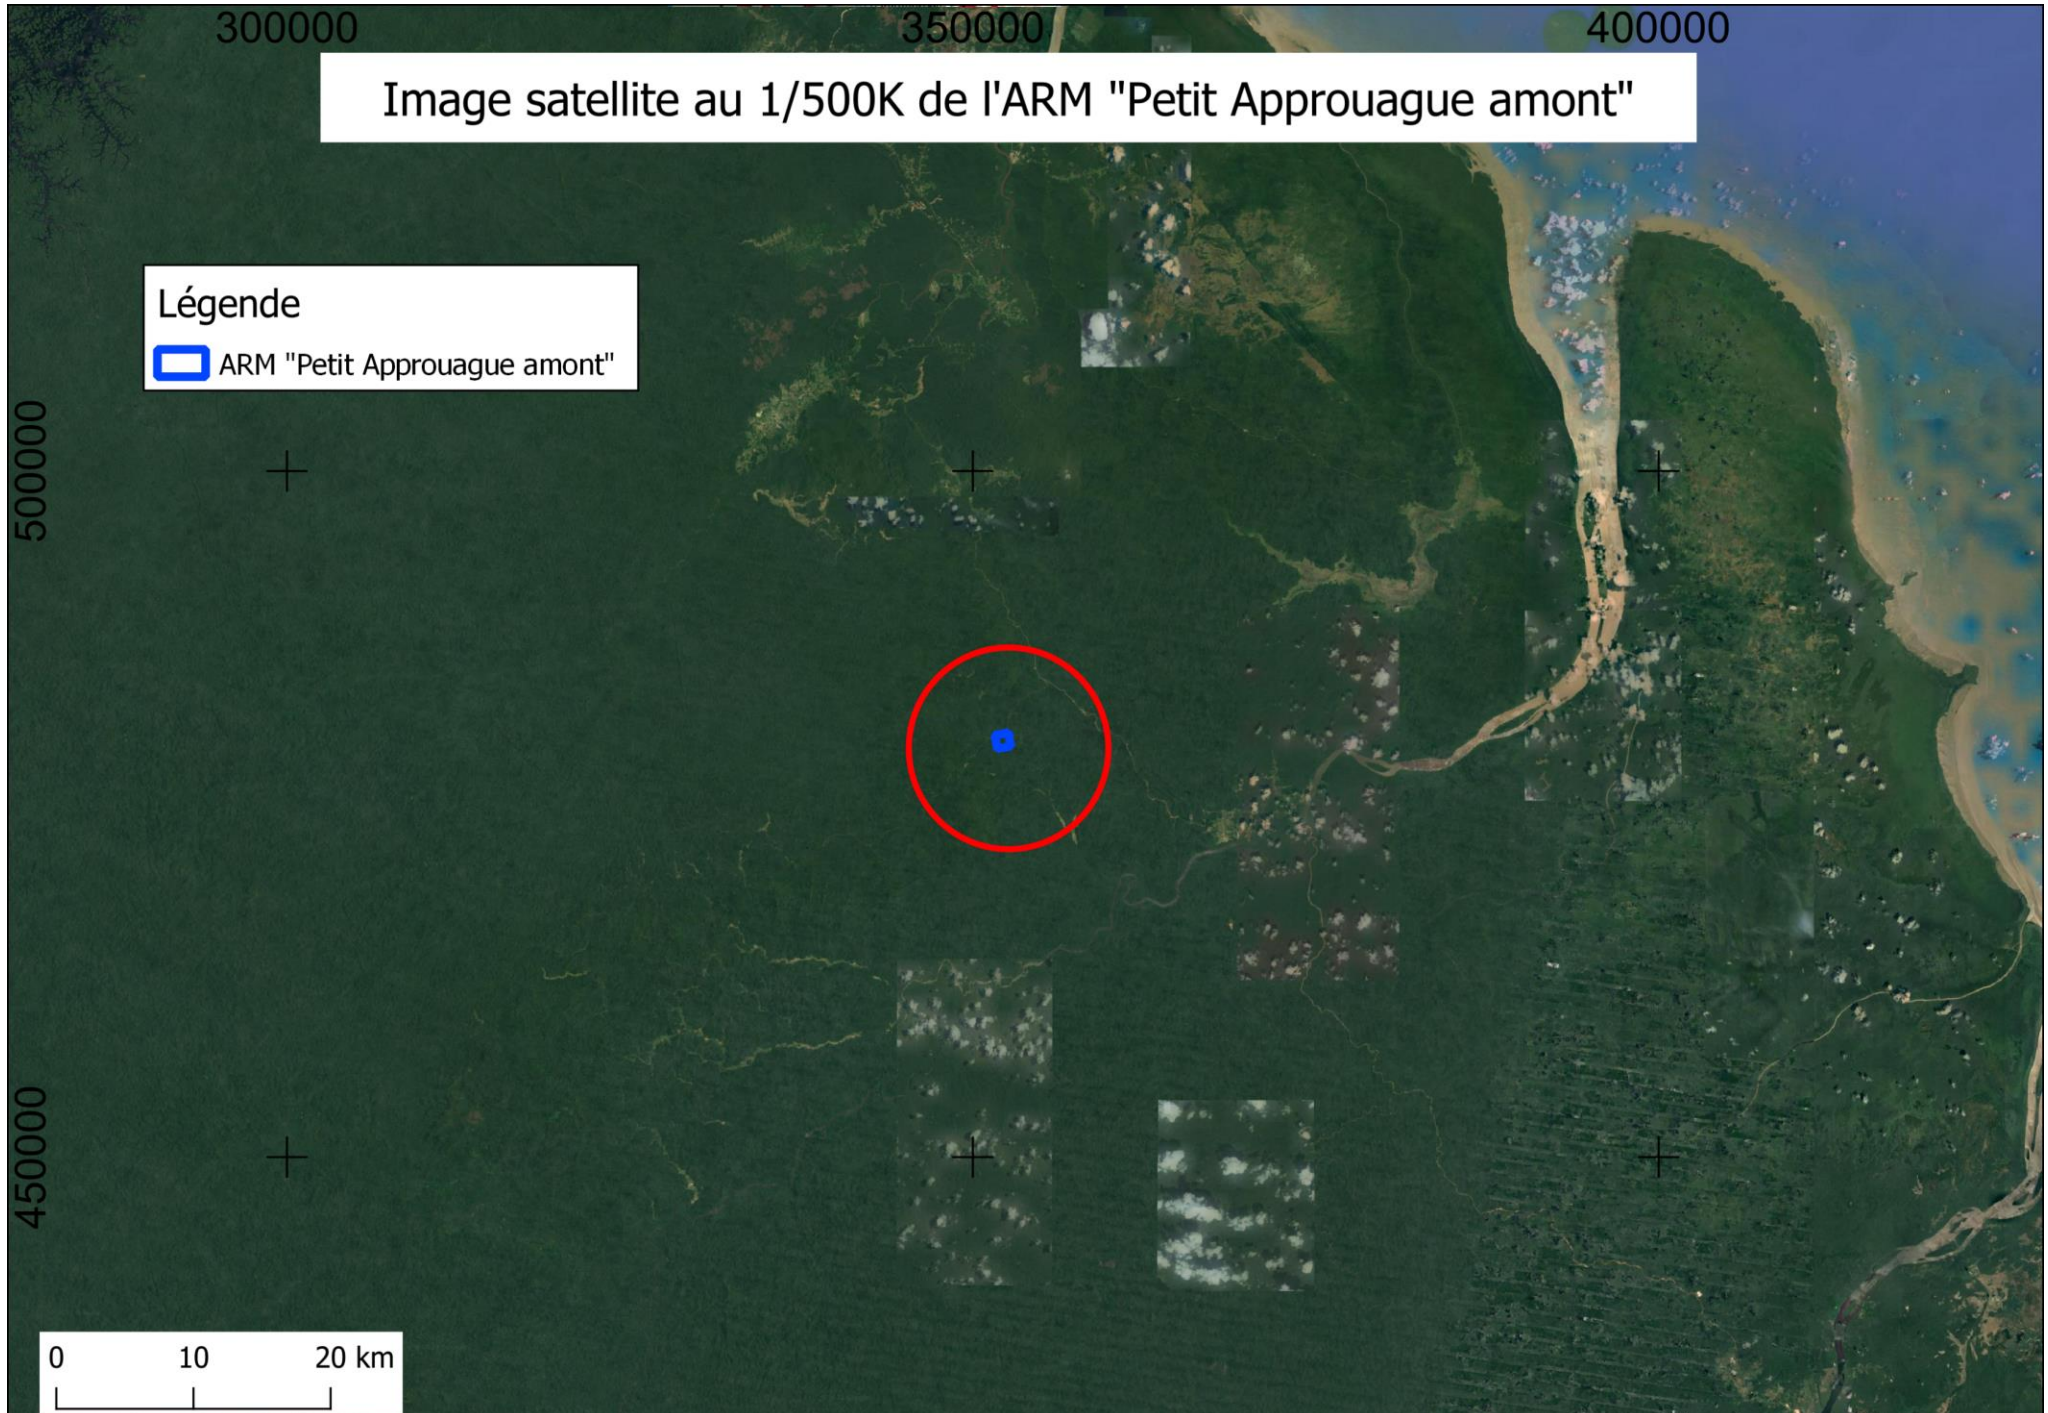 300000
350000
400000
Image satellite au 1/500K de l'ARM "Petit Approuague amont"
Légende
ARM "Petit Approuague amont"
500000
450000
0 10 20 km